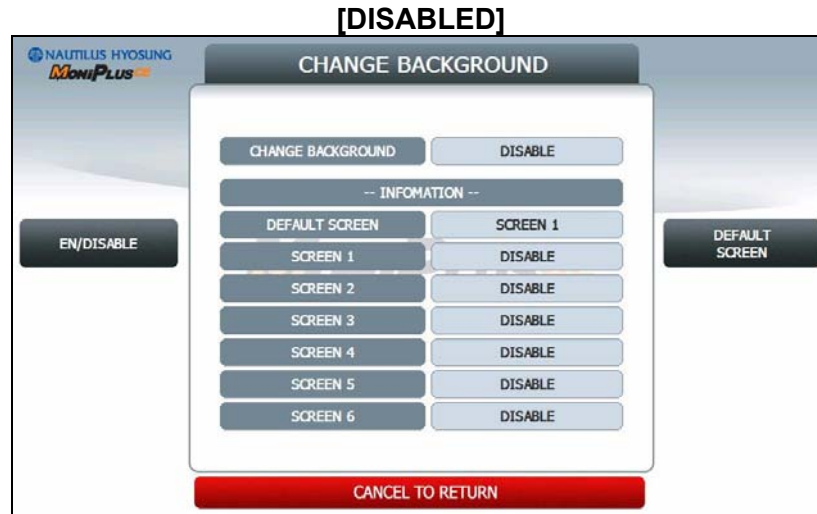 [DISABLED]
NAUTILUS HYOSUNG
MONIPLUS CE
CHANGE BACKGROUND
CHANGE BACKGROUND DISABLE
-- INFOMATION --
DEFAULT SCREEN SCREEN 1
SCREEN 1 DISABLE
SCREEN 2 DISABLE
SCREEN 3 DISABLE
SCREEN 4 DISABLE
SCREEN 5 DISABLE
SCREEN 6 DISABLE
EN/DISABLE
DEFAULT
SCREEN
CANCEL TO RETURN